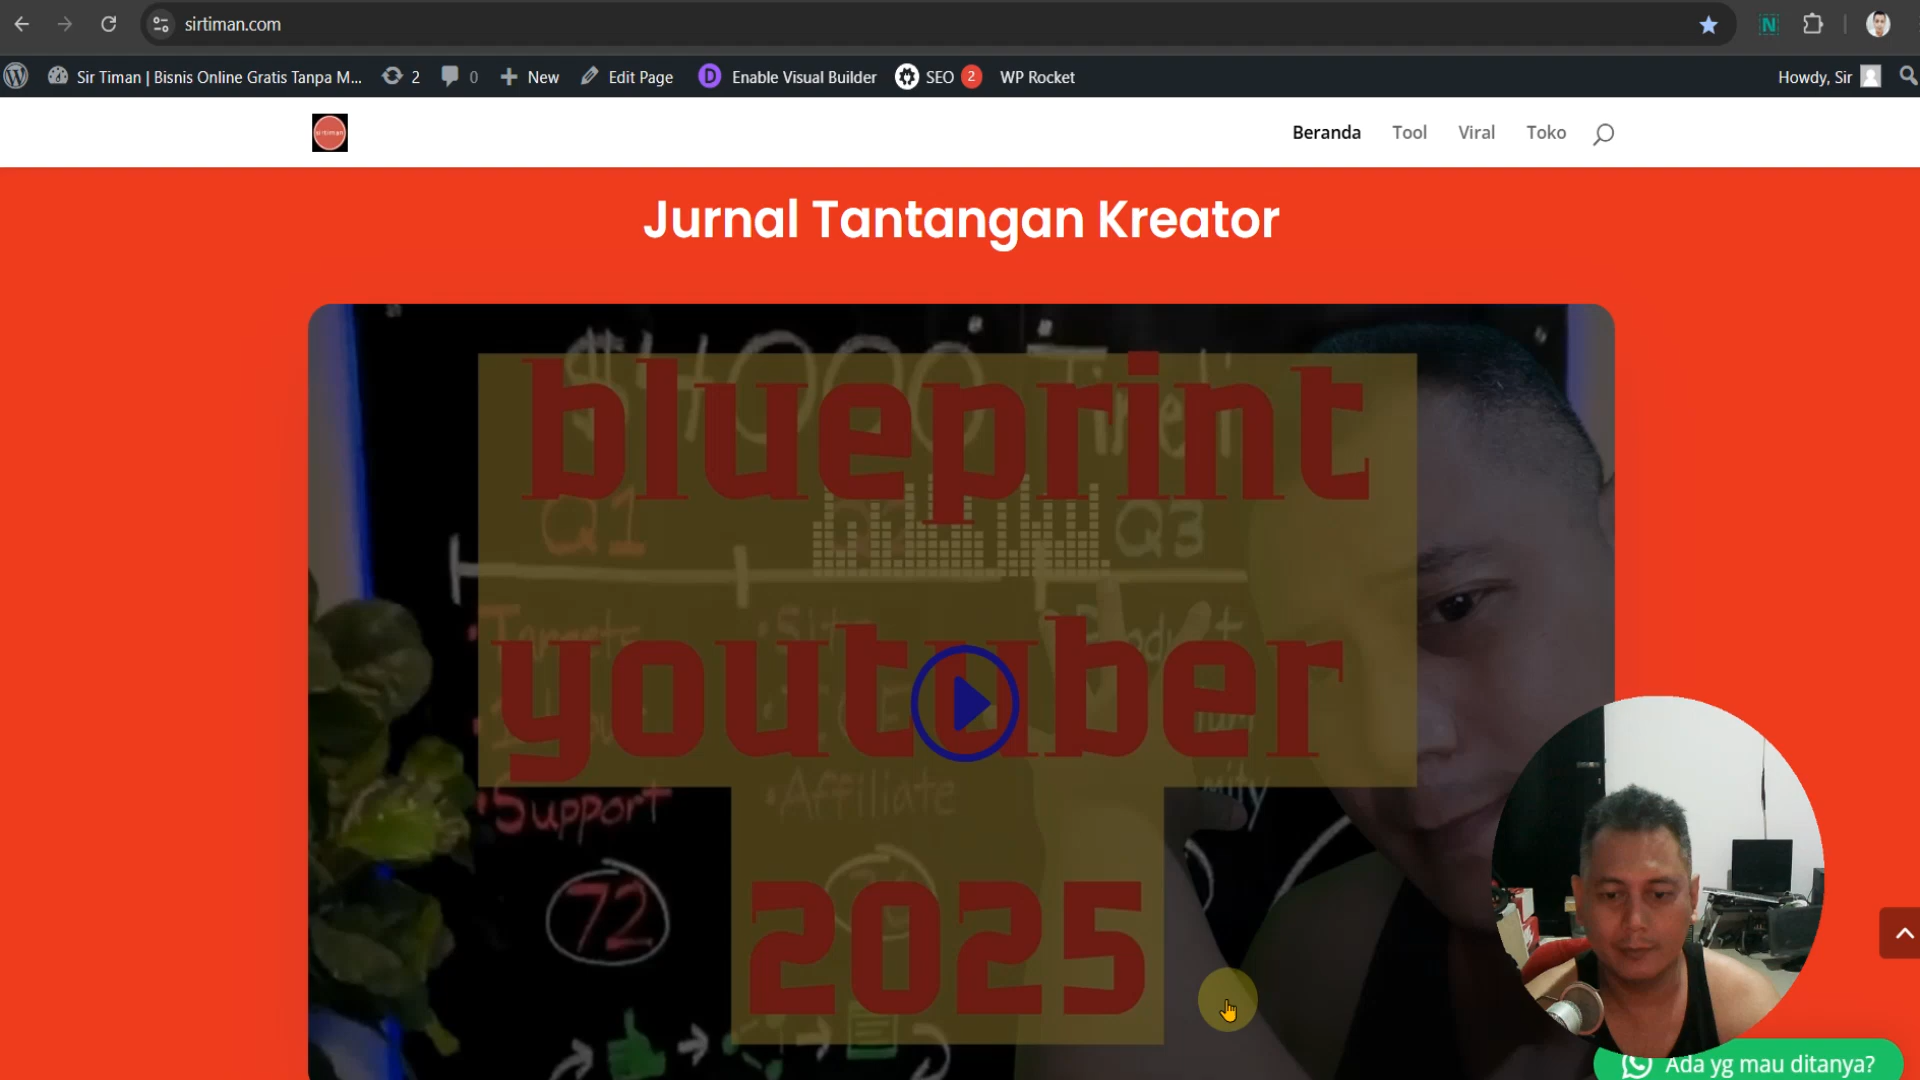 sirtiman.com
Sir Timan | Bisnis Online Gratis Tanpa M... 2 0 New Edit Page Enable Visual Builder SEO 2 WP Rocket Howdy, Sir
sirtiman Beranda Tool Viral Toko
Jurnal Tantangan Kreator
$4000
blueprint
Q1 Q3
youtuber
Support Affiliate
2025
72
Ada yg mau ditanya?